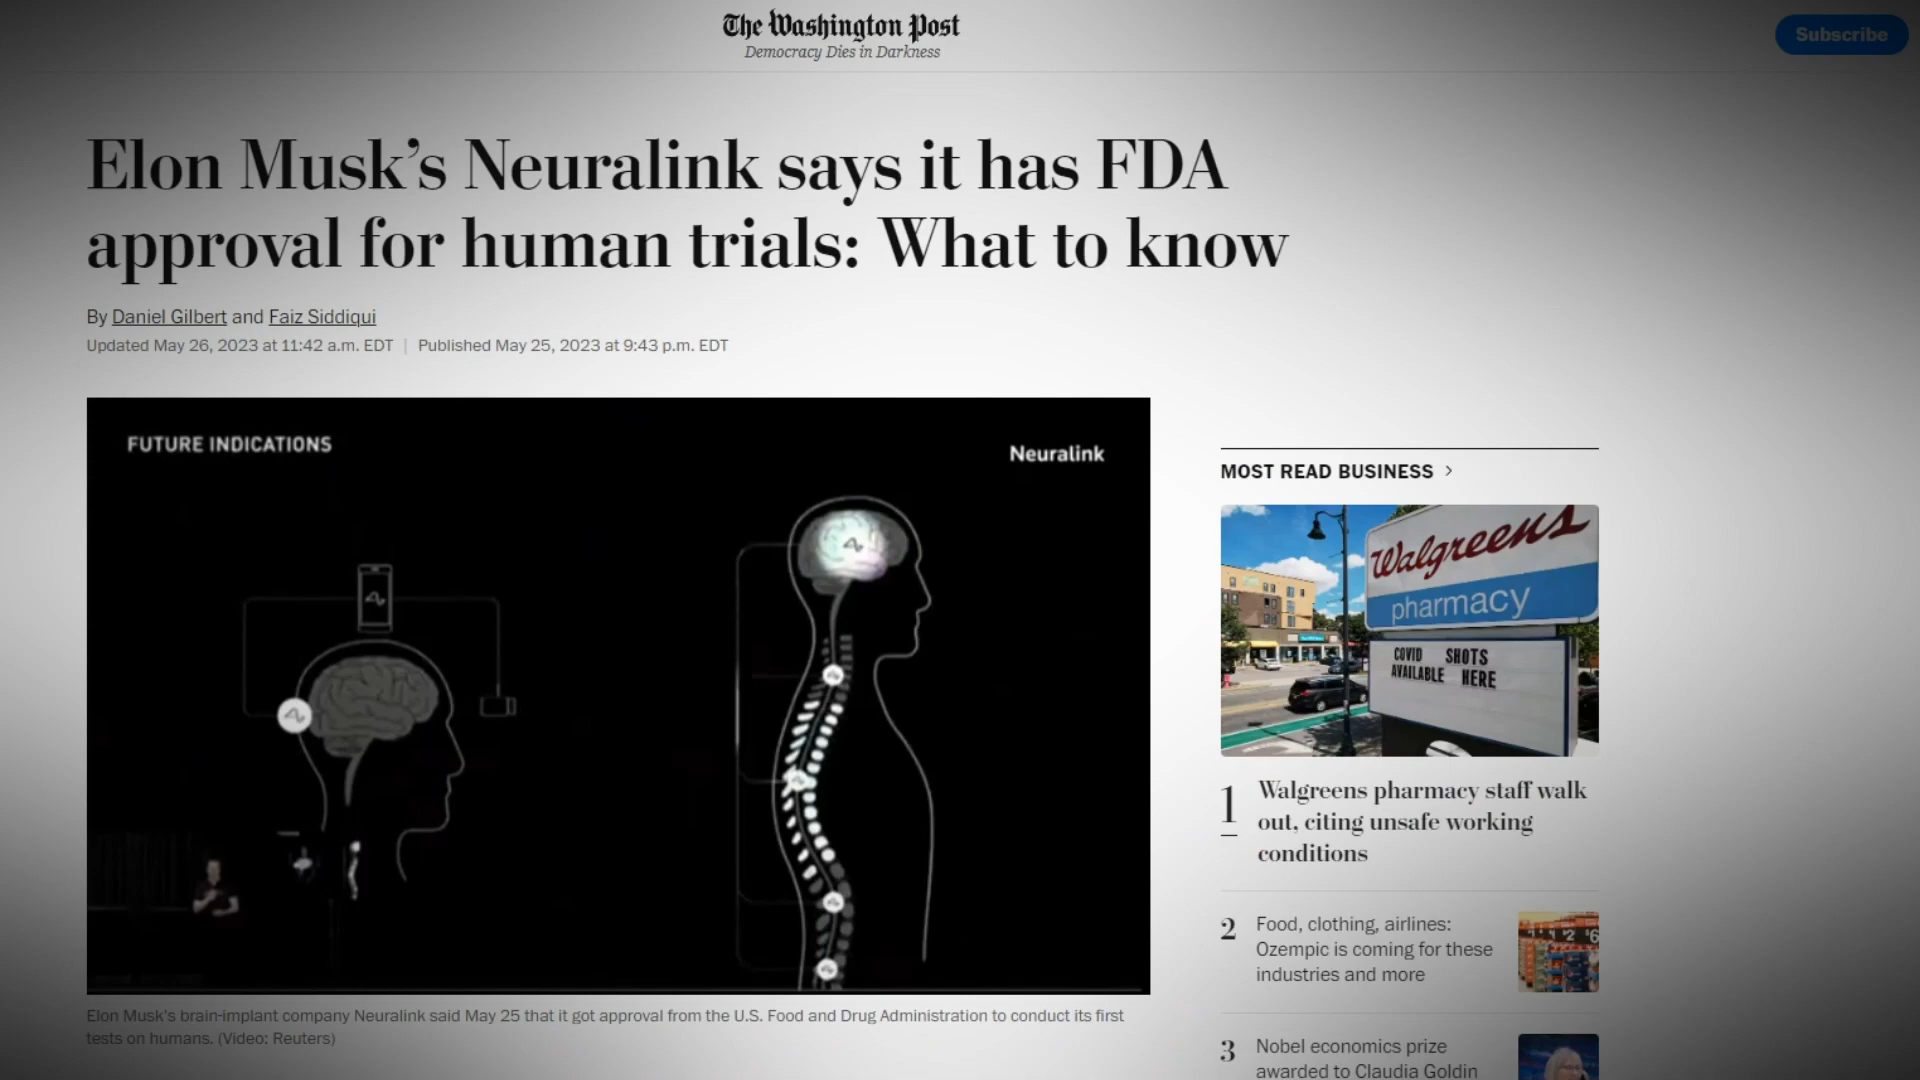 The Washington Post
Democracy Dies in Darkness
Subscribe
Elon Musk’s Neuralink says it has FDA
approval for human trials: What to know
By Daniel Gilbert and Faiz Siddiqui
Updated May 26, 2023 at 11:42 a.m. EDT | Published May 25, 2023 at 9:43 p.m. EDT
FUTURE INDICATIONS
Neuralink
Elon Musk's brain-implant company Neuralink said May 25 that it got approval from the U.S. Food and Drug Administration to conduct its first
tests on humans. (Video: Reuters)
MOST READ BUSINESS >
Walgreens
pharmacy
COVID SHOTS
AVAILABLE HERE
1 Walgreens pharmacy staff walk
out, citing unsafe working
conditions
2 Food, clothing, airlines:
Ozempic is coming for these
industries and more
3 Nobel economics prize
awarded to Claudia Goldin